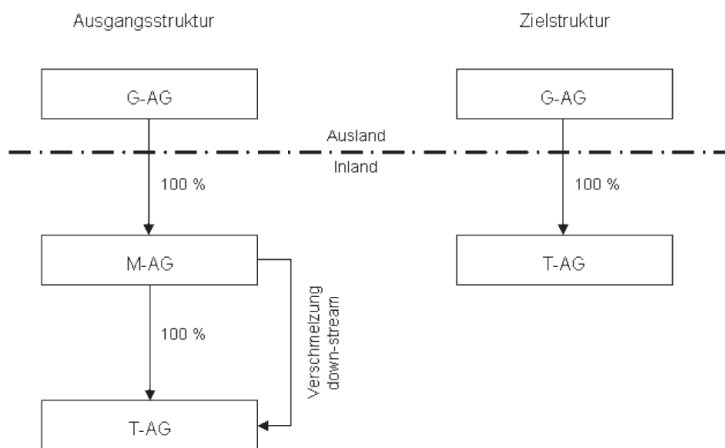 Ausgangsstruktur
Zielstruktur
G-AG
G-AG
Ausland
Inland
100 %
100 %
M-AG
T-AG
100 %
Verschmelzung
down-stream
T-AG